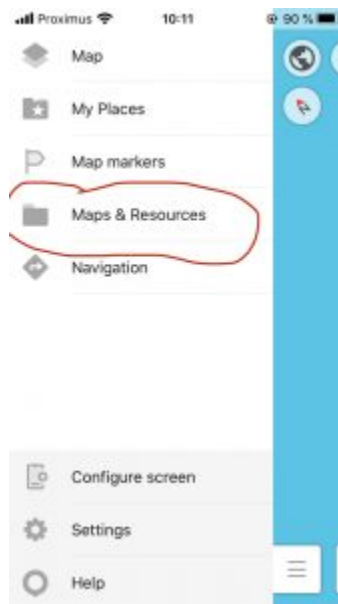 Proximus 10:11 90 %
Map
My Places
Map markers
Maps & Resources
Navigation
Configure screen
Settings
Help